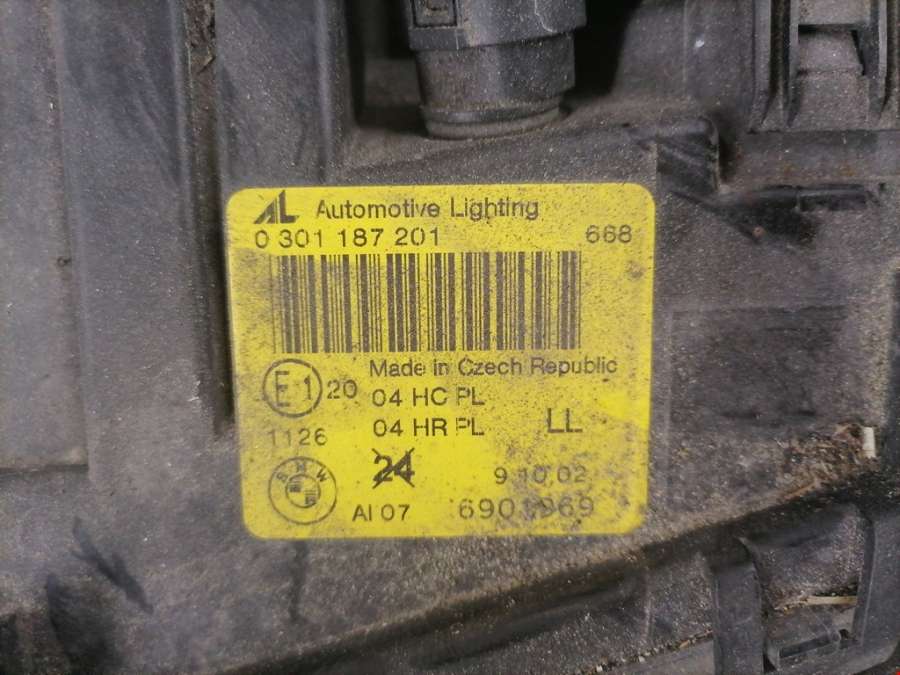 AL Automotive Lighting
0 301 187 201 668
Made in Czech Republic
E1 20 04 HC PL
1126 04 HR PL LL
24 9 10 02
BMW AI 07